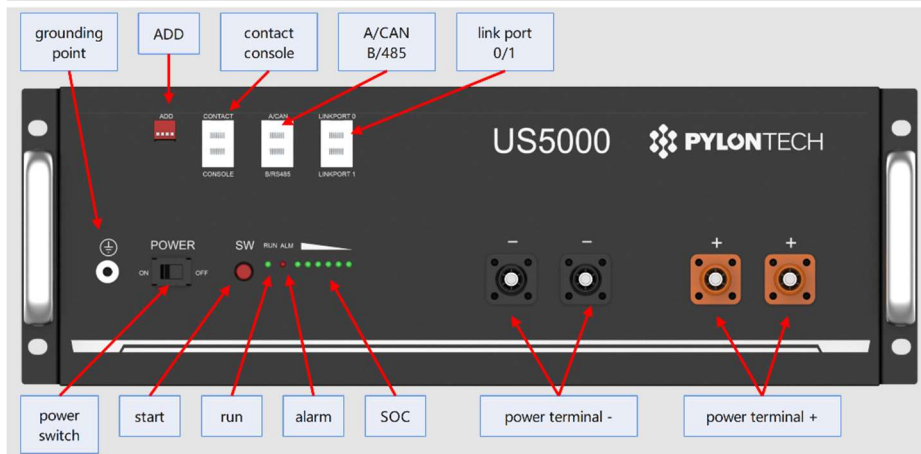 grounding
point
ADD
contact
console
A/CAN
B/485
link port
0/1
ADD
CONTACT
A/CAN
LINKPORT 0
CONSOLE
B/RS485
LINKPORT 1
US5000
PYLONTECH
POWER
ON
OFF
SW
RUN ALM
− −
+ +
power
switch
start
run
alarm
SOC
power terminal -
power terminal +